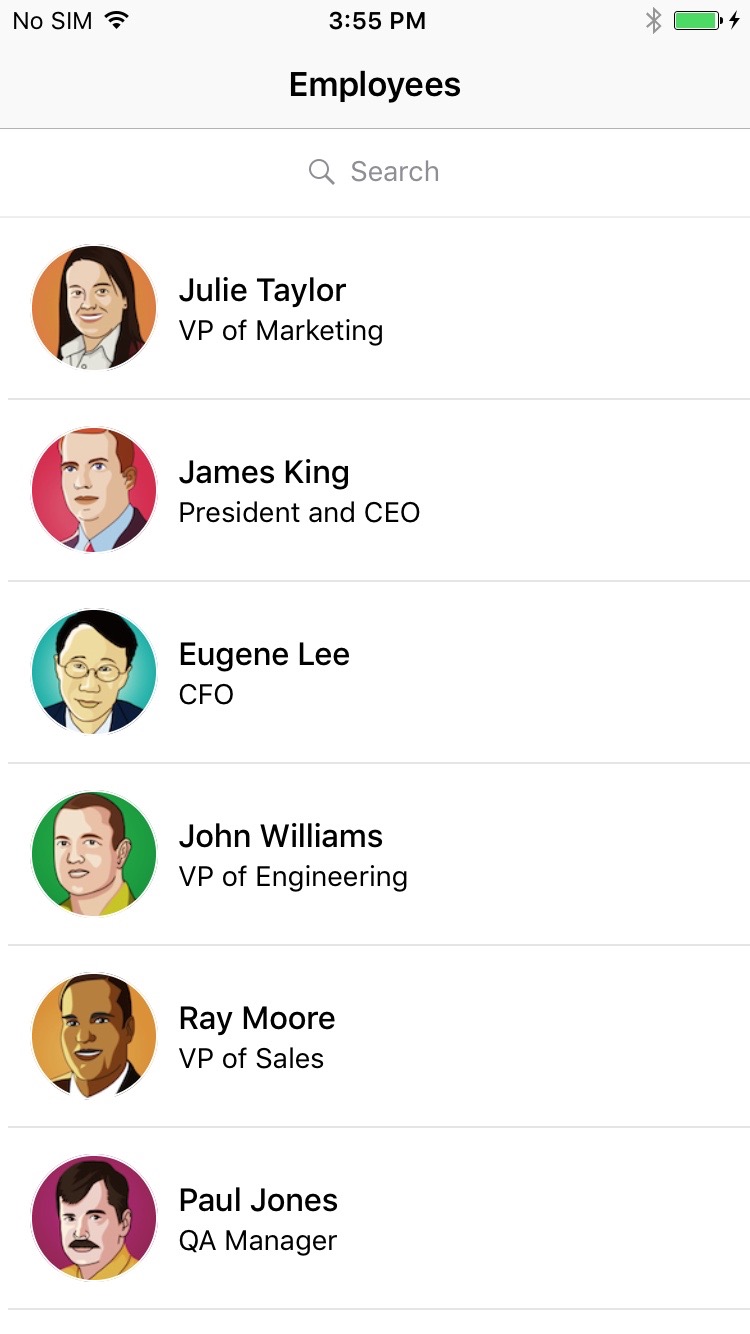 No SIM 3:55 PM
Employees
Search
Julie Taylor
VP of Marketing
James King
President and CEO
Eugene Lee
CFO
John Williams
VP of Engineering
Ray Moore
VP of Sales
Paul Jones
QA Manager